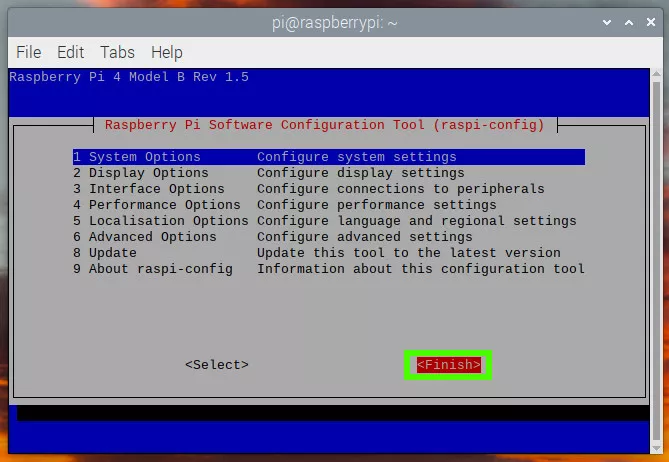 pi@raspberrypi: ~
File Edit Tabs Help
Raspberry Pi 4 Model B Rev 1.5
Raspberry Pi Software Configuration Tool (raspi-config)
1 System Options Configure system settings
2 Display Options Configure display settings
3 Interface Options Configure connections to peripherals
4 Performance Options Configure performance settings
5 Localisation Options Configure language and regional settings
6 Advanced Options Configure advanced settings
8 Update Update this tool to the latest version
9 About raspi-config Information about this configuration tool
<Select> <Finish>